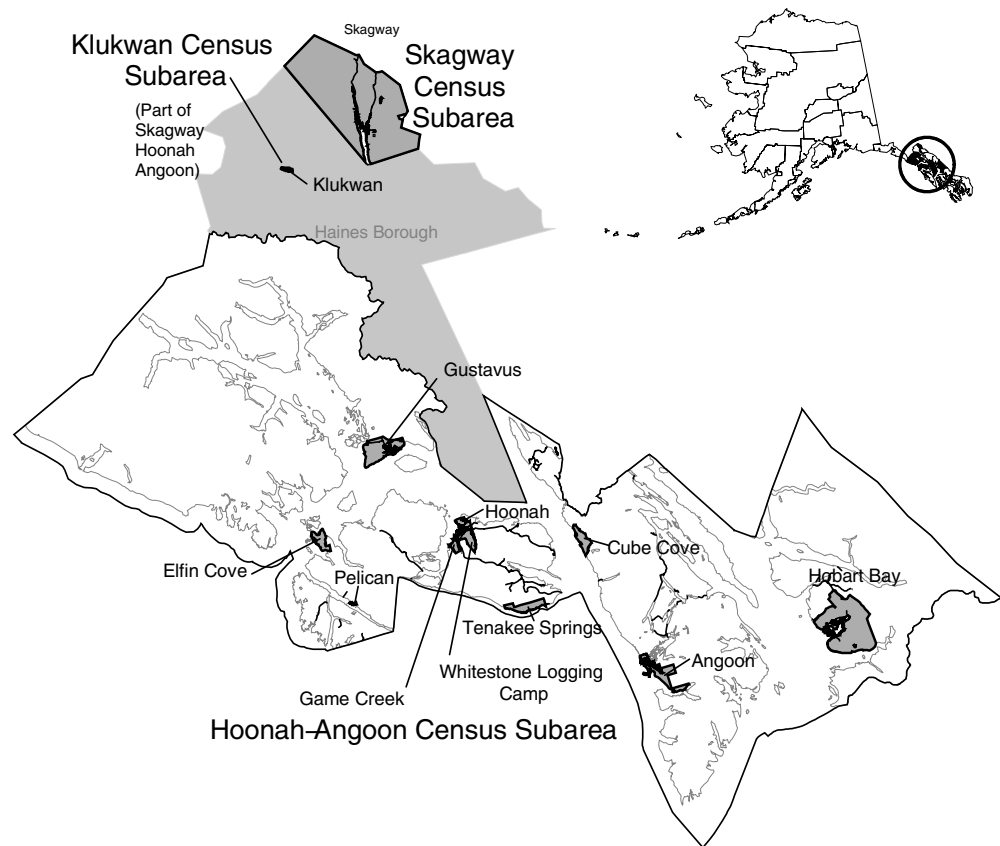 Skagway
Klukwan Census
Subarea
Skagway
Census
Subarea
(Part of
Skagway
Hoonah
Angoon)
Klukwan
Haines Borough
Gustavus
Hoonah
Cube Cove
Elfin Cove
Pelican
Hobart Bay
Tenakee Springs
Angoon
Whitestone Logging
Camp
Game Creek
Hoonah–Angoon Census Subarea